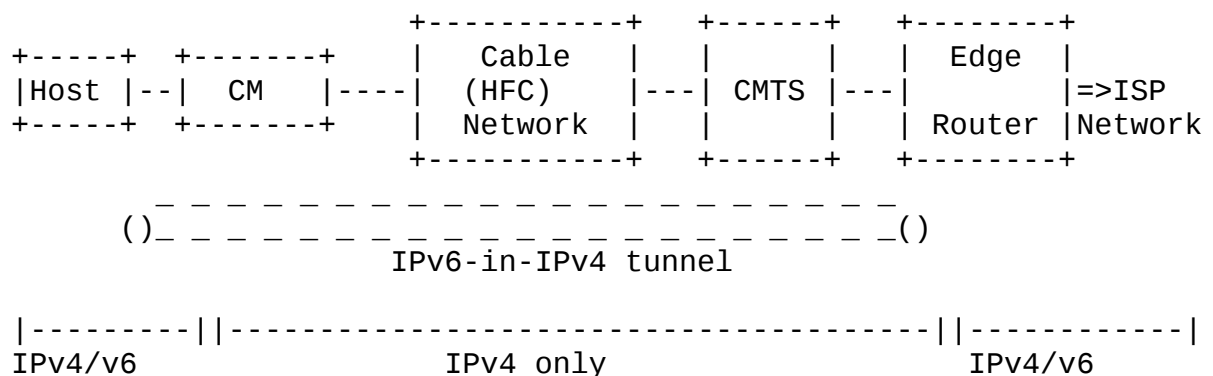 +-----------+   +------+   +--------+
+-----+  +-------+    |   Cable   |   |      |   |  Edge  |
|Host |--|  CM   |----|  (HFC)    |---| CMTS |---|        |=>ISP
+-----+  +-------+    |  Network  |   |      |   | Router |Network
                      +-----------+   +------+   +--------+
        _ _ _ _ _ _ _ _ _ _ _ _ _ _ _ _ _ _ _ _ _
      ()_ _ _ _ _ _ _ _ _ _ _ _ _ _ _ _ _ _ _ _ _()
                     IPv6-in-IPv4 tunnel
|---------||---------------------------------------||------------|
IPv4/v6                 IPv4 only                    IPv4/v6